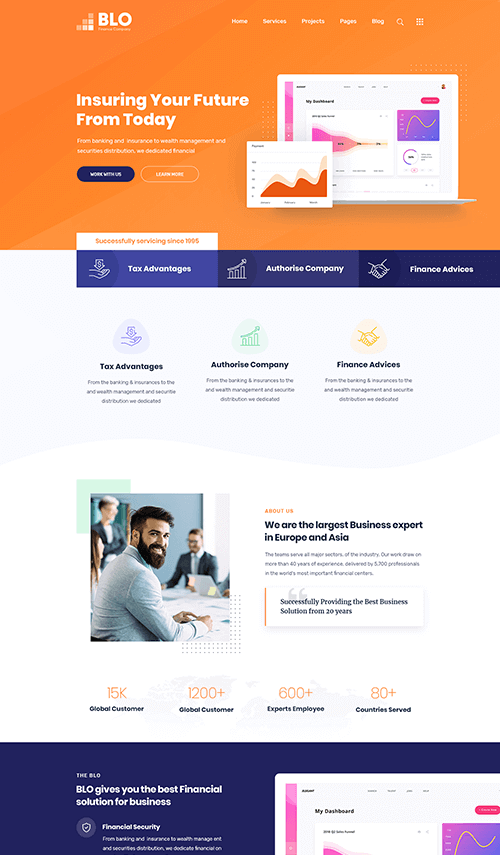 BLO
Finance Company
Home Services Projects Pages Blog
Insuring Your Future
From Today
From banking and insurance to wealth management and
securities distribution, we dedicated financial
WORK WITH US
LEARN MORE
My Dashboard
Payment
January February March
Successfully servicing since 1995
Tax Advantages
Authorise Company
Finance Advices
Tax Advantages
From the banking & insurances to the
and wealth management and securitie
distribution we dedicated
Authorise Company
From the banking & insurances to the
and wealth management and securitie
distribution we dedicated
Finance Advices
From the banking & insurances to the
and wealth management and securitie
distribution we dedicated
ABOUT US
We are the largest Business expert
in Europe and Asia
The teams serve all major sectors, of the industry. Our work draw on
more than 40 years of experience, delivered by 5,700 professionals
in the world's most important financial centers.
Successfully Providing the Best Business
Solution from 20 years
15K
Global Customer
1200+
Global Customer
600+
Experts Employee
80+
Countries Served
THE BLO
BLO gives you the best Financial
solution for business
Financial Security
From banking and insurance to wealth manage ent
and securities distribution, we dedicate financial on
My Dashboard
2018 Q2 Sales Funnel